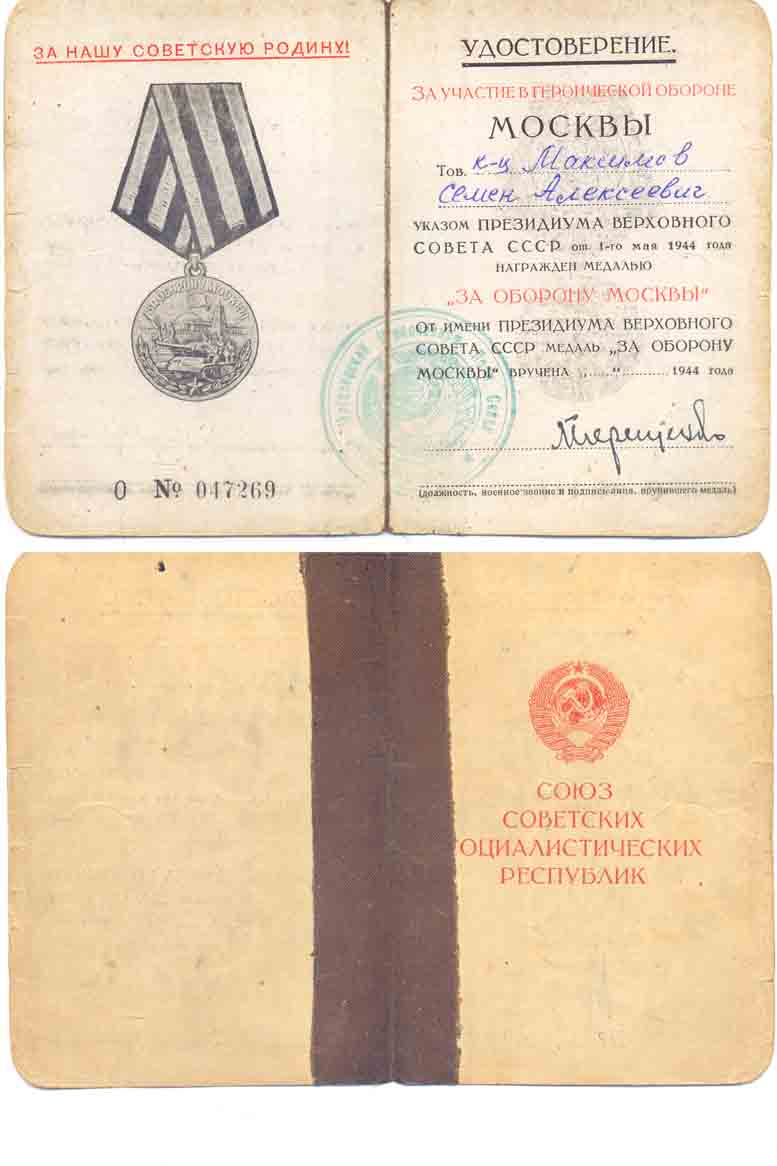 ЗА НАШУ СОВЕТСКУЮ РОДИНУ!
О № 047269
УДОСТОВЕРЕНИЕ.
ЗА УЧАСТИЕ В ГЕРОИЧЕСКОЙ ОБОРОНЕ
МОСКВЫ
Тов. к-ц Максимов
Семен Алексеевич
УКАЗОМ ПРЕЗИДИУМА ВЕРХОВНОГО
СОВЕТА СССР от 1-го мая 1944 года
НАГРАЖДЕН МЕДАЛЬЮ
„ЗА ОБОРОНУ МОСКВЫ“
ОТ ИМЕНИ ПРЕЗИДИУМА ВЕРХОВНОГО
СОВЕТА СССР МЕДАЛЬ „ЗА ОБОРОНУ
МОСКВЫ“ ВРУЧЕНА „......“ ............ 1944 года
(должность, военное звание и подпись лица, вручившего медаль)
СОЮЗ
СОВЕТСКИХ
СОЦИАЛИСТИЧЕСКИХ
РЕСПУБЛИК